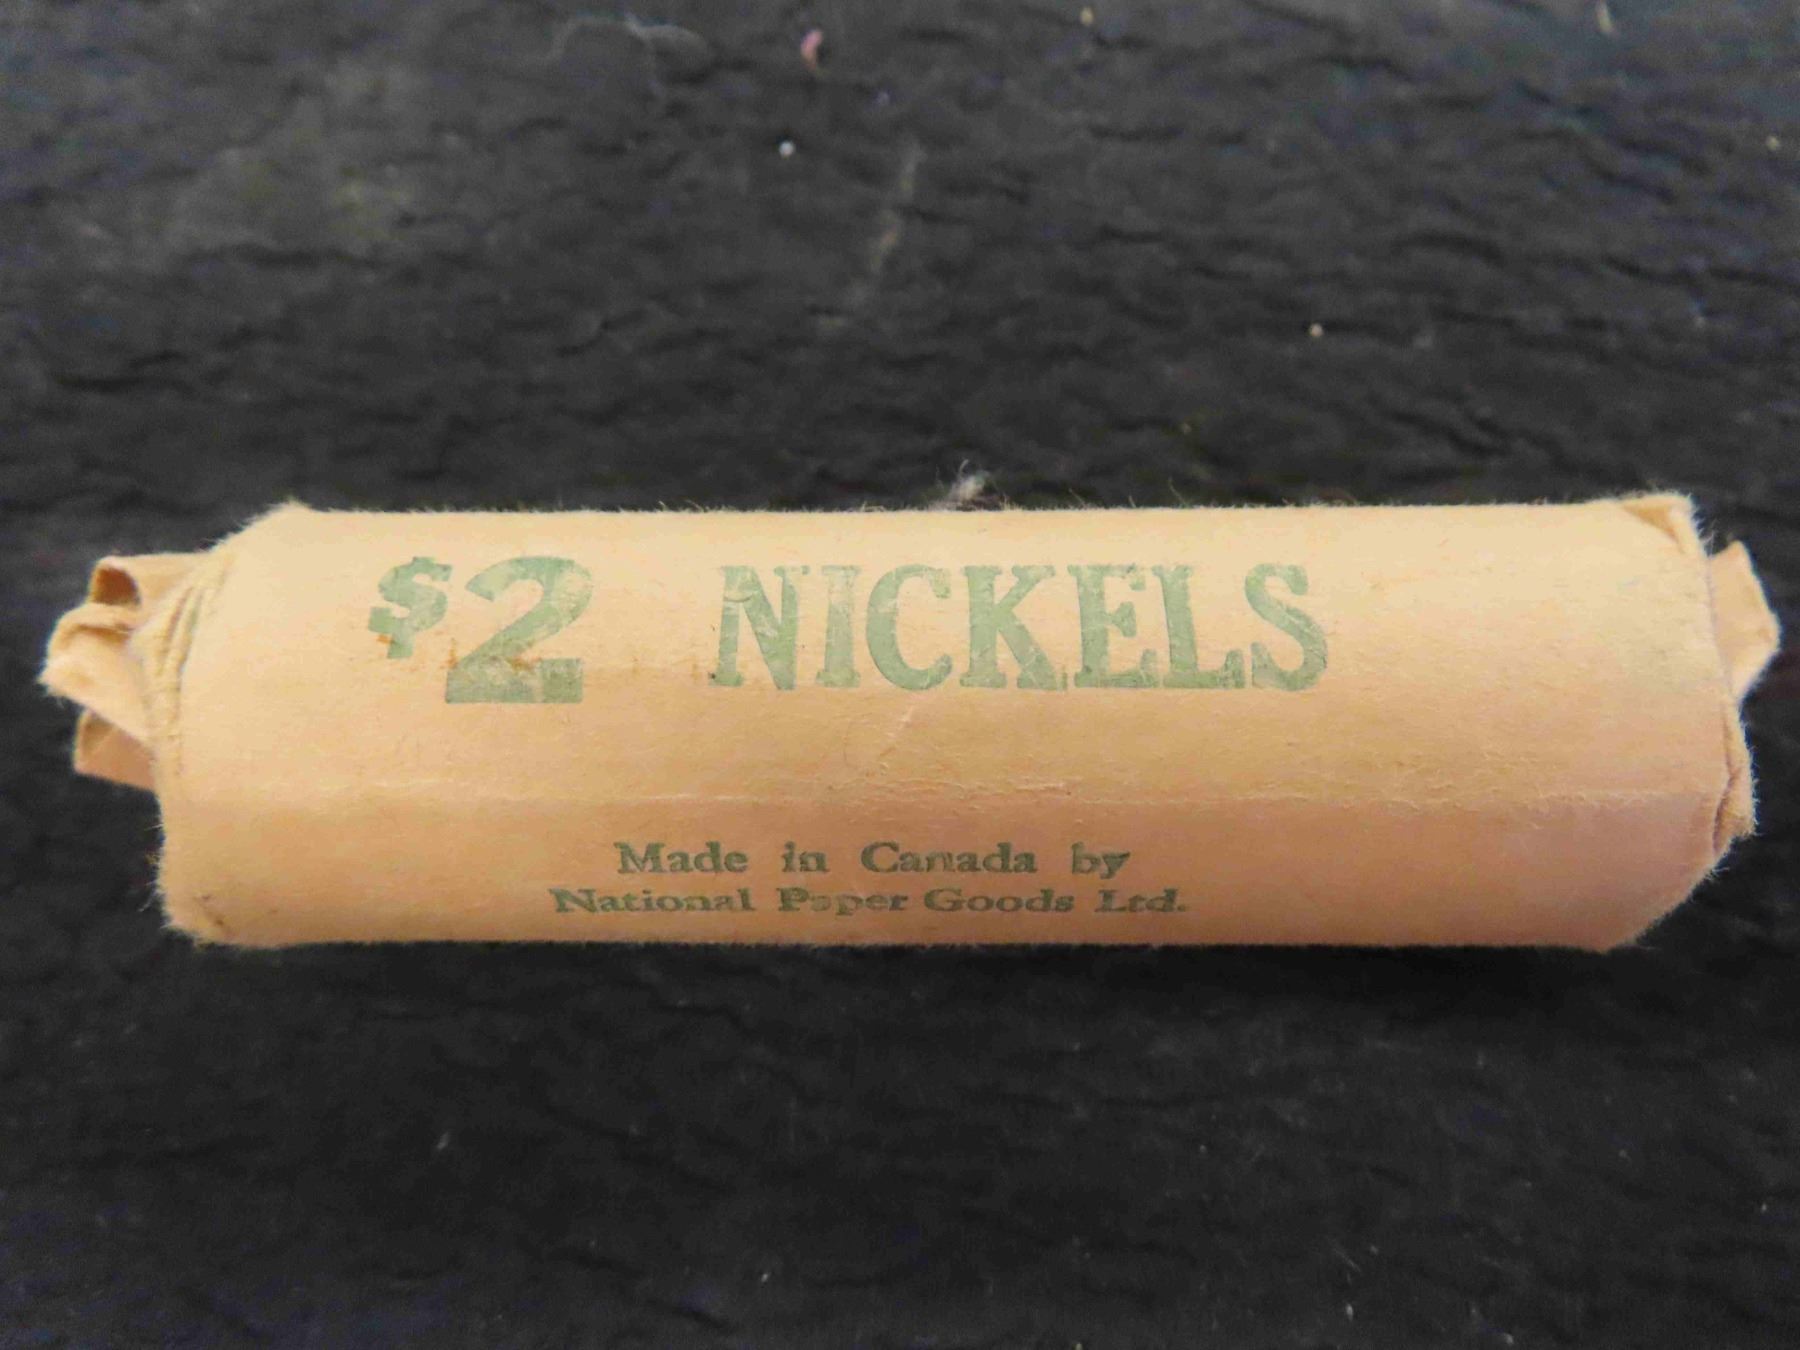 $2 NICKELS
Made in Canada by
National Paper Goods Ltd.